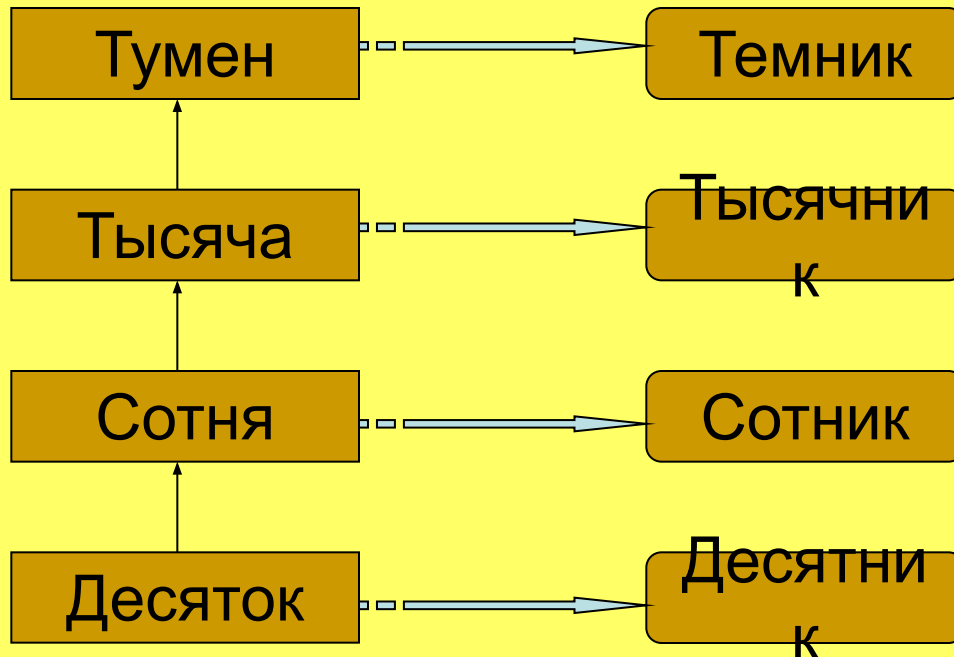 Тумен
Темник
Тысяча
Тысячни
к
Сотня
Сотник
Десяток
Десятни
к